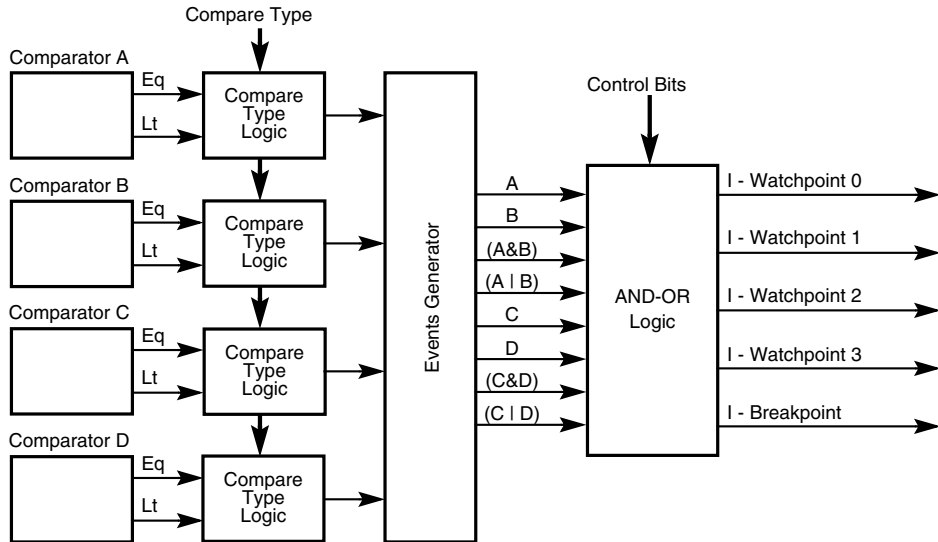 Compare Type
Comparator A
Eq
Lt
Compare
Type
Logic
Comparator B
Eq
Lt
Compare
Type
Logic
Comparator C
Eq
Lt
Compare
Type
Logic
Comparator D
Eq
Lt
Compare
Type
Logic
Events Generator
A
B
(A&B)
(A | B)
C
D
(C&D)
(C | D)
Control Bits
AND-OR
Logic
I - Watchpoint 0
I - Watchpoint 1
I - Watchpoint 2
I - Watchpoint 3
I - Breakpoint